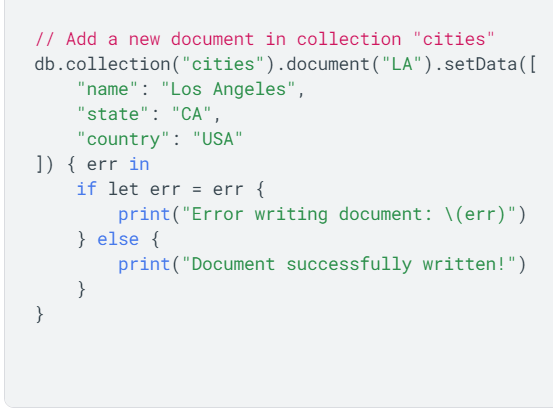 // Add a new document in collection "cities"
db.collection("cities").document("LA").setData([
    "name": "Los Angeles",
    "state": "CA",
    "country": "USA"
]) { err in
    if let err = err {
        print("Error writing document: \(err)")
    } else {
        print("Document successfully written!")
    }
}